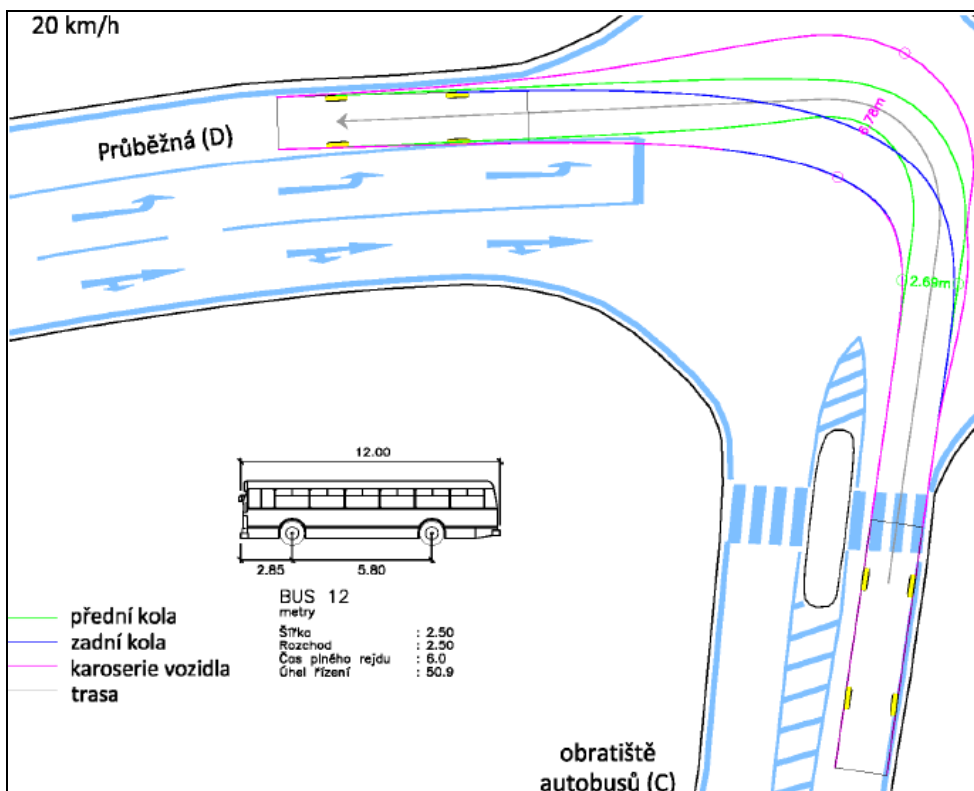 20 km/h
Průběžná (D)
6.78m
2.69m
12.00
2.85
5.80
BUS 12
metry
Šířka : 2.50
Rozchod : 2.50
Čas plného rejdu : 6.0
Úhel řízení : 50.9
přední kola
zadní kola
karoserie vozidla
trasa
obratiště
autobusů (C)